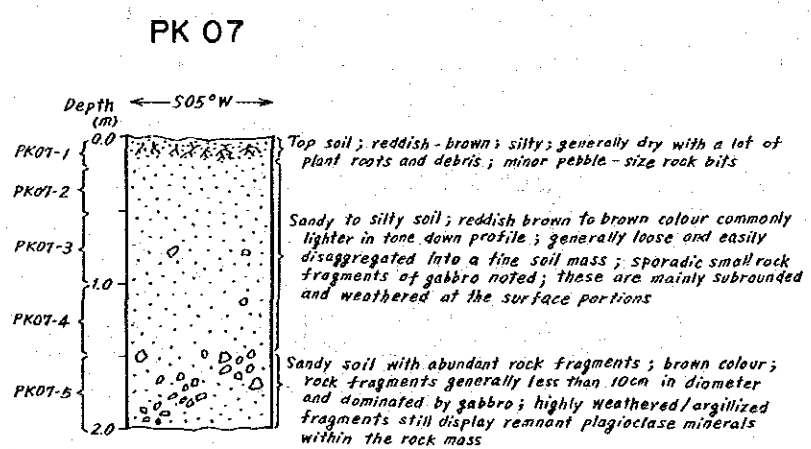 PK 07
Depth
(m)
S05°W
0.0
1.0
2.0
PK07-1
PK07-2
PK07-3
PK07-4
PK07-5
Top soil ; reddish - brown ; silty ; generally dry with a lot of
plant roots and debris ; minor pebble - size rock bits
Sandy to silty soil ; reddish brown to brown colour commonly
lighter in tone down profile ; generally loose and easily
disaggregated into a fine soil mass ; sporadic small rock
fragments of gabbro noted ; these are mainly subrounded
and weathered at the surface portions
Sandy soil with abundant rock fragments ; brown colour ;
rock fragments generally less than 10cm in diameter
and dominated by gabbro ; highly weathered / argillized
fragments still display remnant plagioclase minerals
within the rock mass